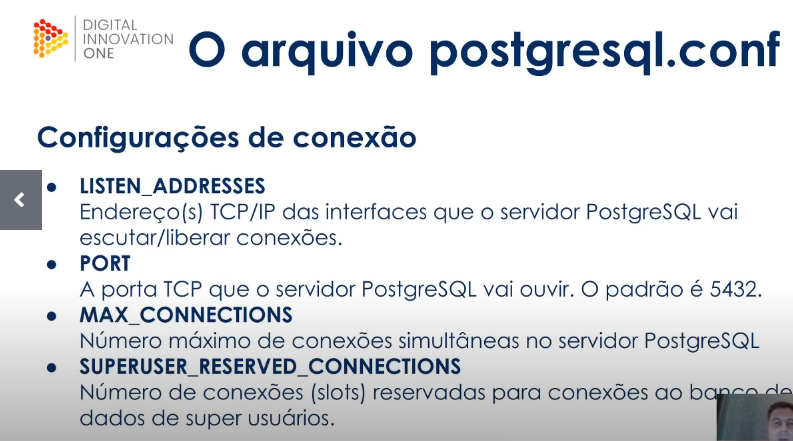 DIGITAL
INNOVATION
ONE
O arquivo postgresql.conf
Configurações de conexão
● LISTEN_ADDRESSES
Endereço(s) TCP/IP das interfaces que o servidor PostgreSQL vai
escutar/liberar conexões.
● PORT
A porta TCP que o servidor PostgreSQL vai ouvir. O padrão é 5432.
● MAX_CONNECTIONS
Número máximo de conexões simultâneas no servidor PostgreSQL
● SUPERUSER_RESERVED_CONNECTIONS
Número de conexões (slots) reservadas para conexões ao banco de
dados de super usuários.